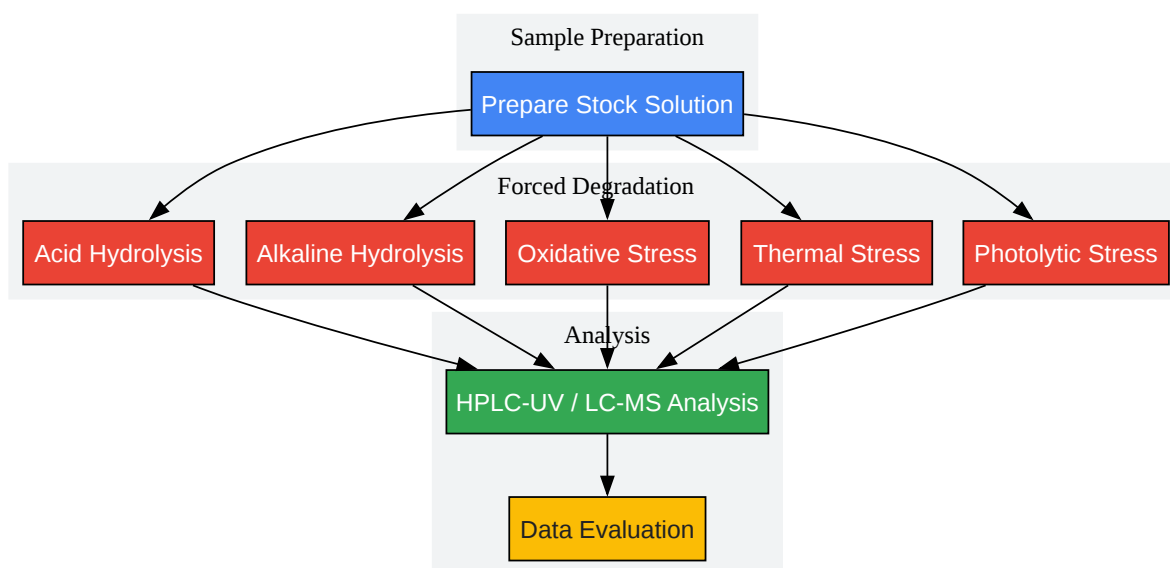 Sample Preparation
Prepare Stock Solution
Forced Degradation
Acid Hydrolysis
Alkaline Hydrolysis
Oxidative Stress
Thermal Stress
Photolytic Stress
Analysis
HPLC-UV / LC-MS Analysis
Data Evaluation